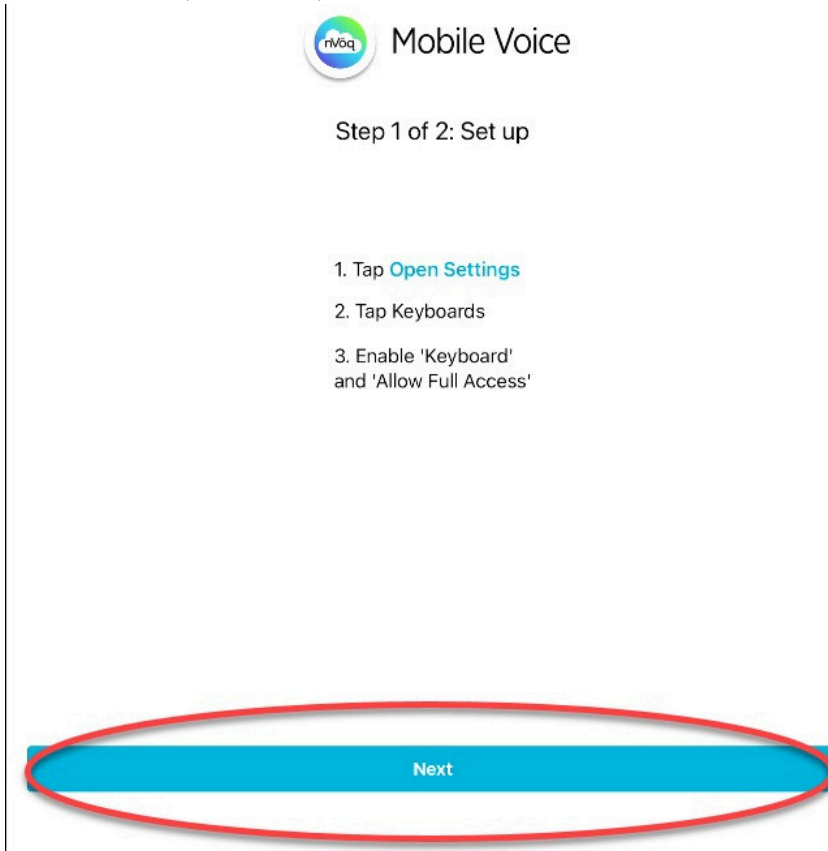 nVoq Mobile Voice
Step 1 of 2: Set up
1. Tap Open Settings
2. Tap Keyboards
3. Enable 'Keyboard'
and 'Allow Full Access'
Next